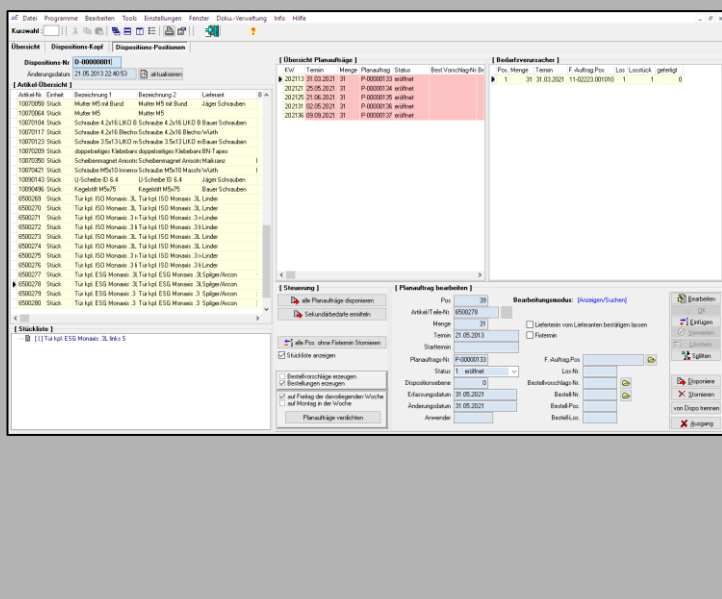 Datei Programme Bearbeiten Tools Einstellungen Fenster Doku.-Verwaltung Info Hilfe
Kurzwahl:
Übersicht Dispositions-Kopf Dispositions-Positionen
Dispositions-Nr D-00000001
Änderungsdatum 21.05.2013 22:40:53 aktualisieren
[ Artikel-Übersicht ]
Artikel-Nr. Einheit Bezeichnung 1 Bezeichnung 2 Lieferant B
10070058 Stück Mutter M5 mit Bund Mutter M5 mit Bund Jäger Schrauben
10070064 Stück Mutter M5 Mutter M5
10070104 Stück Schraube 4.2x16 LIKO B Schraube 4.2x16 LIKO B Bauer Schrauben
10070117 Stück Schraube 4.2x16 Blechs Schraube 4.2x16 Blechs Würth
10070123 Stück Schraube 3.5x13 LIKO m Schraube 3.5x13 LIKO m Bauer Schrauben
10070209 Stück doppelseitiges Klebeband doppelseitiges Klebeband BN-Tapes
10070350 Stück Scheibenmagnet Anisotr Scheibenmagnet Anisotr Maiksanz
10070421 Stück Schraube M5x10 Innensx Schraube M5x10 Maschi Würth
10090143 Stück U-Scheibe ID 6.4 U-Scheibe ID 6.4 Jäger Schrauben
10090496 Stück Kegelstift M5x75 Kegelstift M5x75 Bauer Schrauben
6500269 Stück Tür kpl. ISO Monaxis .3L Tür kpl. ISO Monaxis .3L Linder
6500270 Stück Tür kpl. ISO Monaxis .3L Tür kpl. ISO Monaxis .3L Linder
6500271 Stück Tür kpl. ISO Monaxis .3 Tür kpl. ISO Monaxis .3 Linder
6500272 Stück Tür kpl. ISO Monaxis .3 Tür kpl. ISO Monaxis .3 Linder
6500273 Stück Tür kpl. ISO Monaxis .3L Tür kpl. ISO Monaxis .3L Linder
6500274 Stück Tür kpl. ISO Monaxis .3L Tür kpl. ISO Monaxis .3L Linder
6500275 Stück Tür kpl. ISO Monaxis .3 Tür kpl. ISO Monaxis .3 Linder
6500276 Stück Tür kpl. ISO Monaxis .3 Tür kpl. ISO Monaxis .3 Linder
6500277 Stück Tür kpl. ESG Monaxis .3L Tür kpl. ESG Monaxis .3L Spilger/Arcon
6500278 Stück Tür kpl. ESG Monaxis .3L Tür kpl. ESG Monaxis .3 Spilger/Arcon
6500279 Stück Tür kpl. ESG Monaxis .3 Tür kpl. ESG Monaxis .3 Spilger/Arcon
6500280 Stück Tür kpl. ESG Monaxis .3 Tür kpl. ESG Monaxis .3 Spilger/Arcon
[ Stückliste ]
[1] Tür kpl. ESG Monaxis .3L links S
[ Übersicht Planaufträge ]
KW Termin Menge Planauftrag Status Best.Vorschlag-Nr Be
202113 31.03.2021 31 P-00000133 eröffnet
202121 25.05.2021 31 P-00000134 eröffnet
202125 21.06.2021 31 P-00000135 eröffnet
202131 02.05.2021 31 P-00000136 eröffnet
202136 09.09.2021 31 P-00000137 eröffnet
[ Bedarfsverursacher ]
Pos. Menge Termin F.-Auftrag.Pos Los Losstück gefertigt
1 31 31.03.2021 11-02223.001010 1 1 0
[ Steuerung ]
alle Planaufträge disponieren
Sekundärbedarfe ermitteln
alle Pos. ohne Fixtermin Stornieren
Stückliste anzeigen
Bestellvorschläge erzeugen
Bestellungen erzeugen
auf Freitag der davorliegenden Woche
auf Montag in der Woche
Planaufträge verdichten
[ Planauftrag bearbeiten ]
Pos 39 Bearbeitungsmodus: [Anzeigen/Suchen]
Artikel/Teile-Nr. 6500278
Menge 31 Liefertermin vom Lieferanten bestätigen lassen
Termin 21.05.2013 Fixtermin
Starttermin
Planauftrags-Nr. P-00000133 F.-Auftrag.Pos
Status 1 eröffnet Los-Nr.
Dispositionsebene 0 Bestellvorschlags-Nr.
Erfassungsdatum 31.05.2021 Bestell-Nr.
Änderungsdatum 31.05.2021 Bestell-Pos.
Anwender Bestell-Los.
Bearbeiten
OK
Einfügen
Verwerfen
Löschen
Splitten
Disponiere
Stornieren
von Dispo trennen
Ausgang